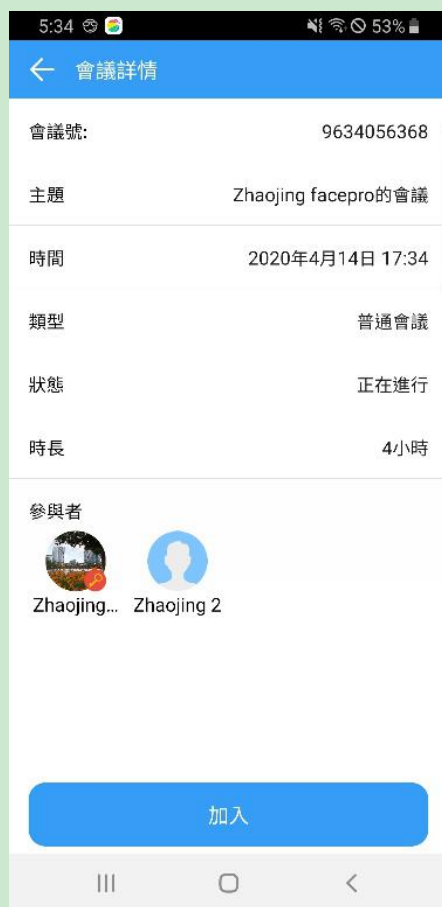 5:34 53%
會議詳情
會議號: 9634056368
主題 Zhaojing facepro的會議
時間 2020年4月14日 17:34
類型 普通會議
狀態 正在進行
時長 4小時
參與者
Zhaojing... Zhaojing 2
加入